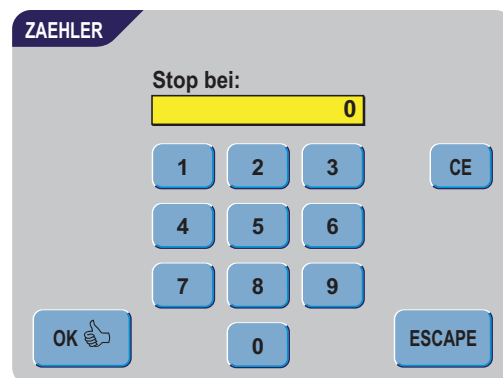 ZAEHLER
Stop bei:
0
1 2 3 CE
4 5 6
7 8 9
OK 0 ESCAPE